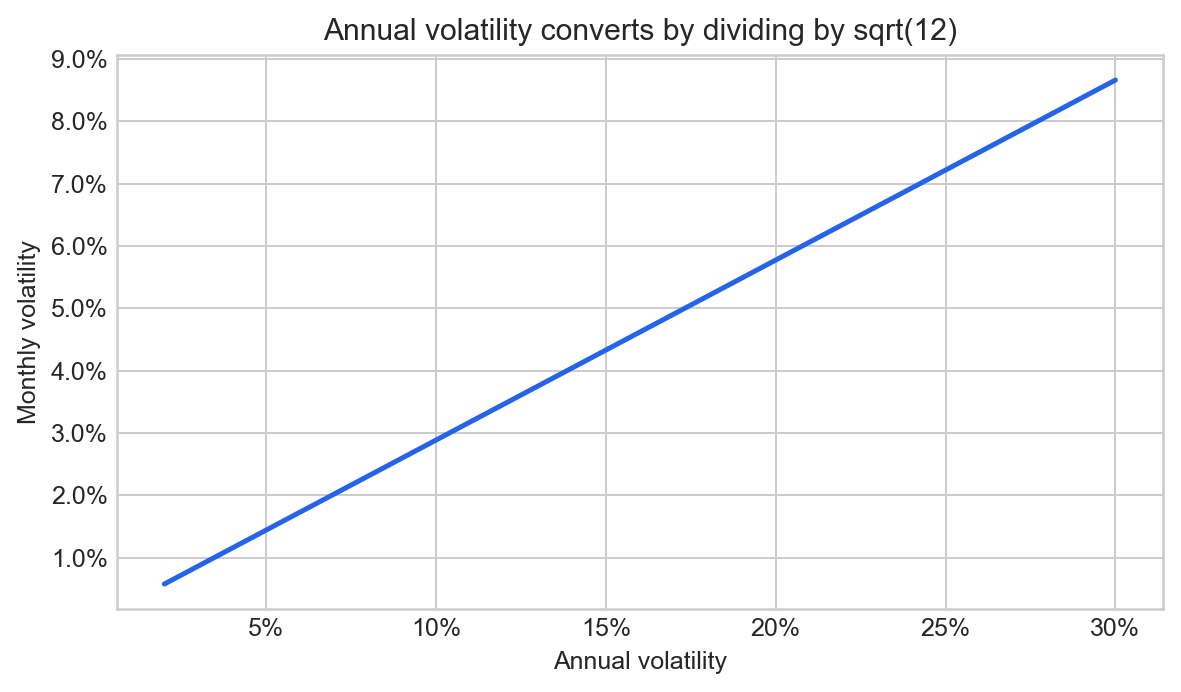 Annual volatility converts by dividing by sqrt(12)
9.0%
8.0%
7.0%
6.0%
5.0%
4.0%
3.0%
2.0%
1.0%
Monthly volatility
5% 10% 15% 20% 25% 30%
Annual volatility